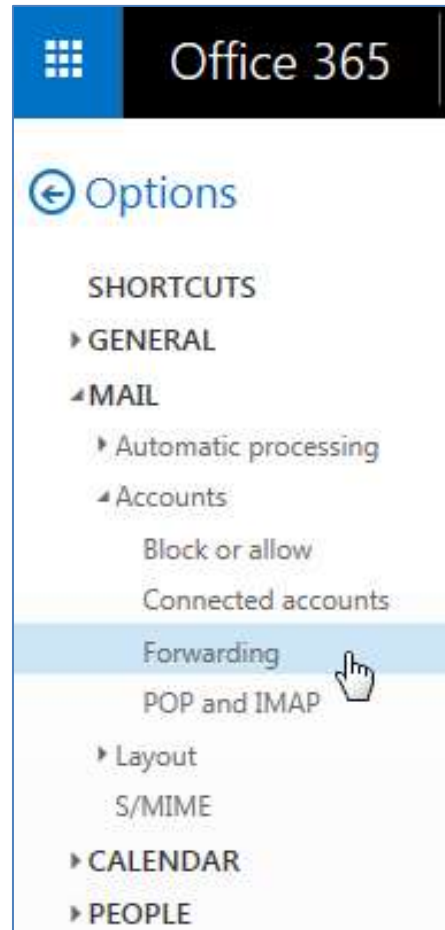 Office 365
Options
SHORTCUTS
GENERAL
MAIL
Automatic processing
Accounts
Block or allow
Connected accounts
Forwarding
POP and IMAP
Layout
S/MIME
CALENDAR
PEOPLE